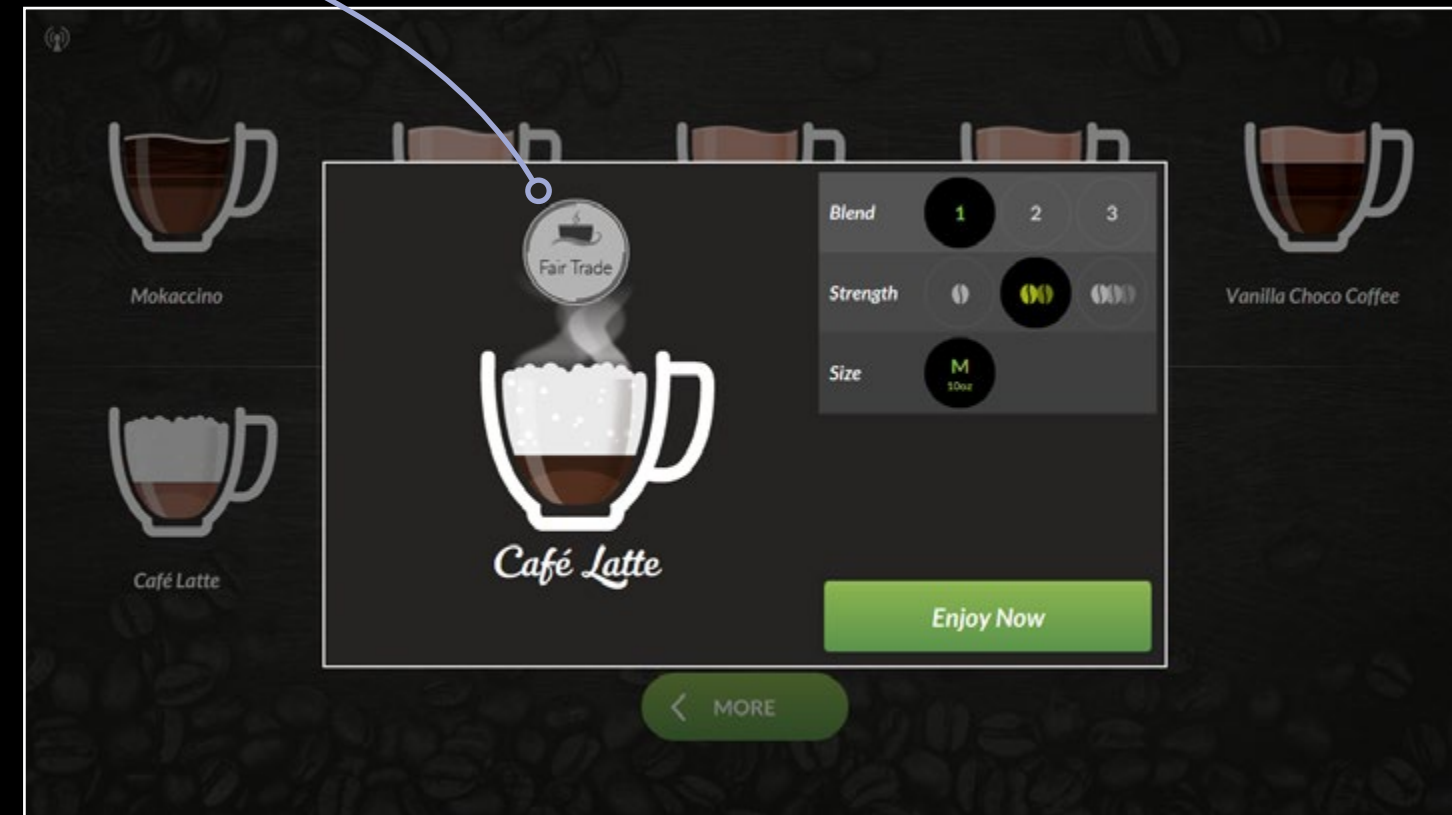 Mokaccino
Vanilla Choco Coffee
Café Latte
Fair Trade
Café Latte
Blend 1 2 3
Strength
Size M
10oz
Enjoy Now
MORE